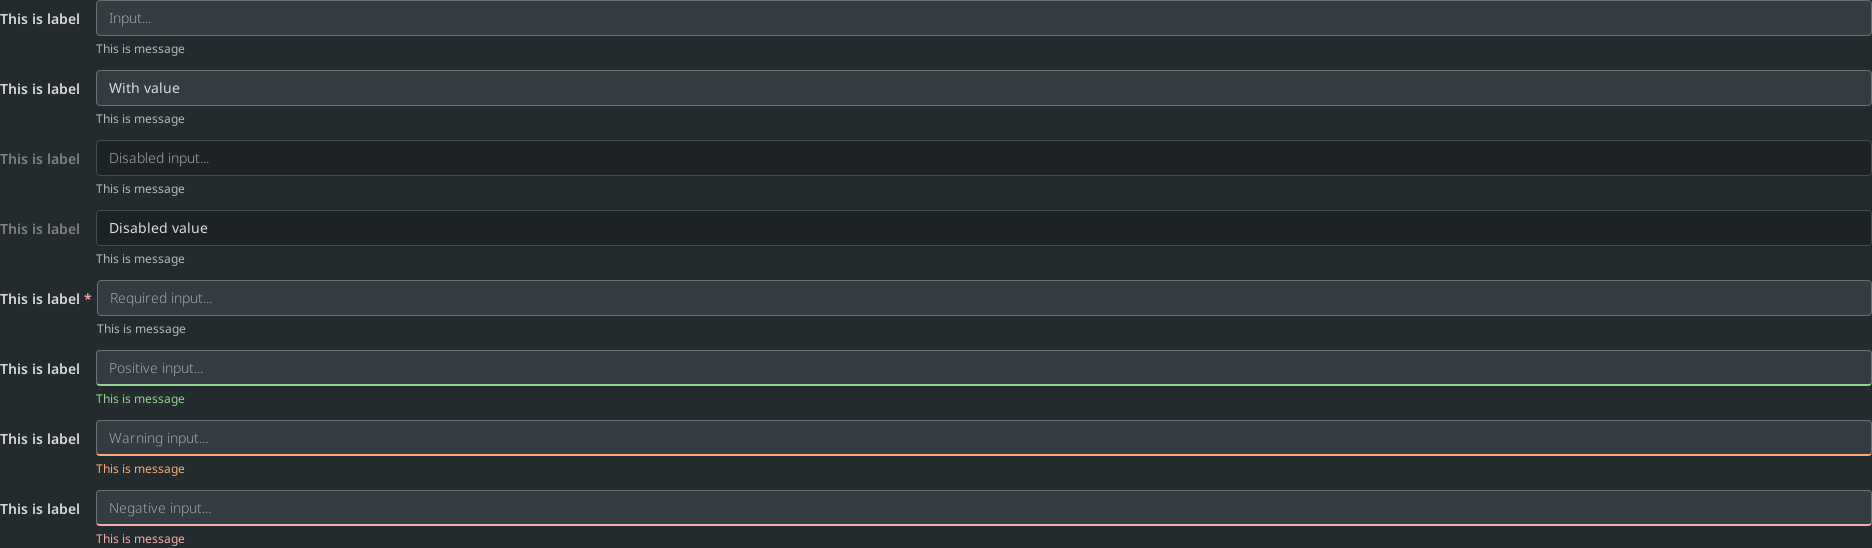 This is label Input...
This is message
This is label With value
This is message
This is label Disabled input...
This is message
This is label Disabled value
This is message
This is label * Required input...
This is message
This is label Positive input...
This is message
This is label Warning input...
This is message
This is label Negative input...
This is message